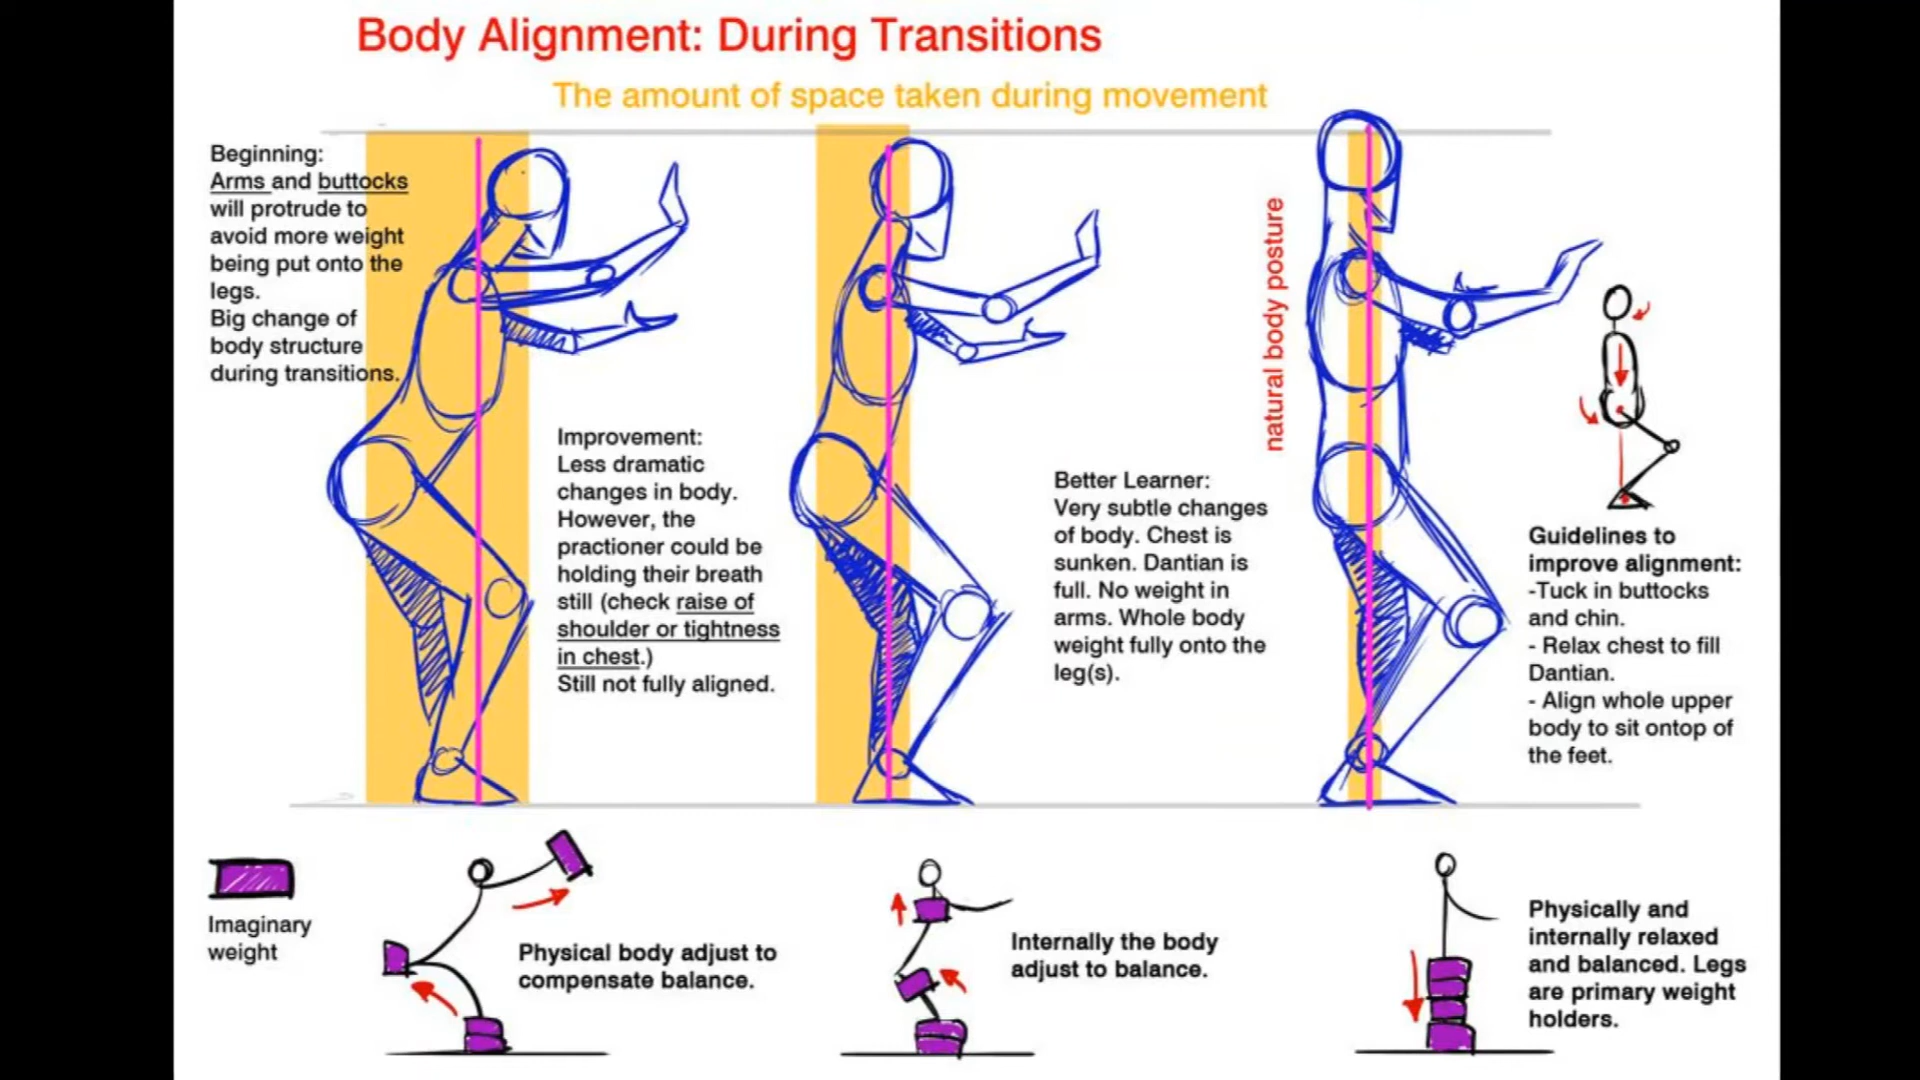 Body Alignment: During Transitions
The amount of space taken during movement
Beginning:
Arms and buttocks
will protrude to
avoid more weight
being put onto the
legs.
Big change of
body structure
during transitions.
Improvement:
Less dramatic
changes in body.
However, the
practioner could be
holding their breath
still (check raise of
shoulder or tightness
in chest.)
Still not fully aligned.
Better Learner:
Very subtle changes
of body. Chest is
sunken. Dantian is
full. No weight in
arms. Whole body
weight fully onto the
leg(s).
natural body posture
Guidelines to
improve alignment:
-Tuck in buttocks
and chin.
- Relax chest to fill
Dantian.
- Align whole upper
body to sit ontop of
the feet.
Imaginary
weight
Physical body adjust to
compensate balance.
Internally the body
adjust to balance.
Physically and
internally relaxed
and balanced. Legs
are primary weight
holders.